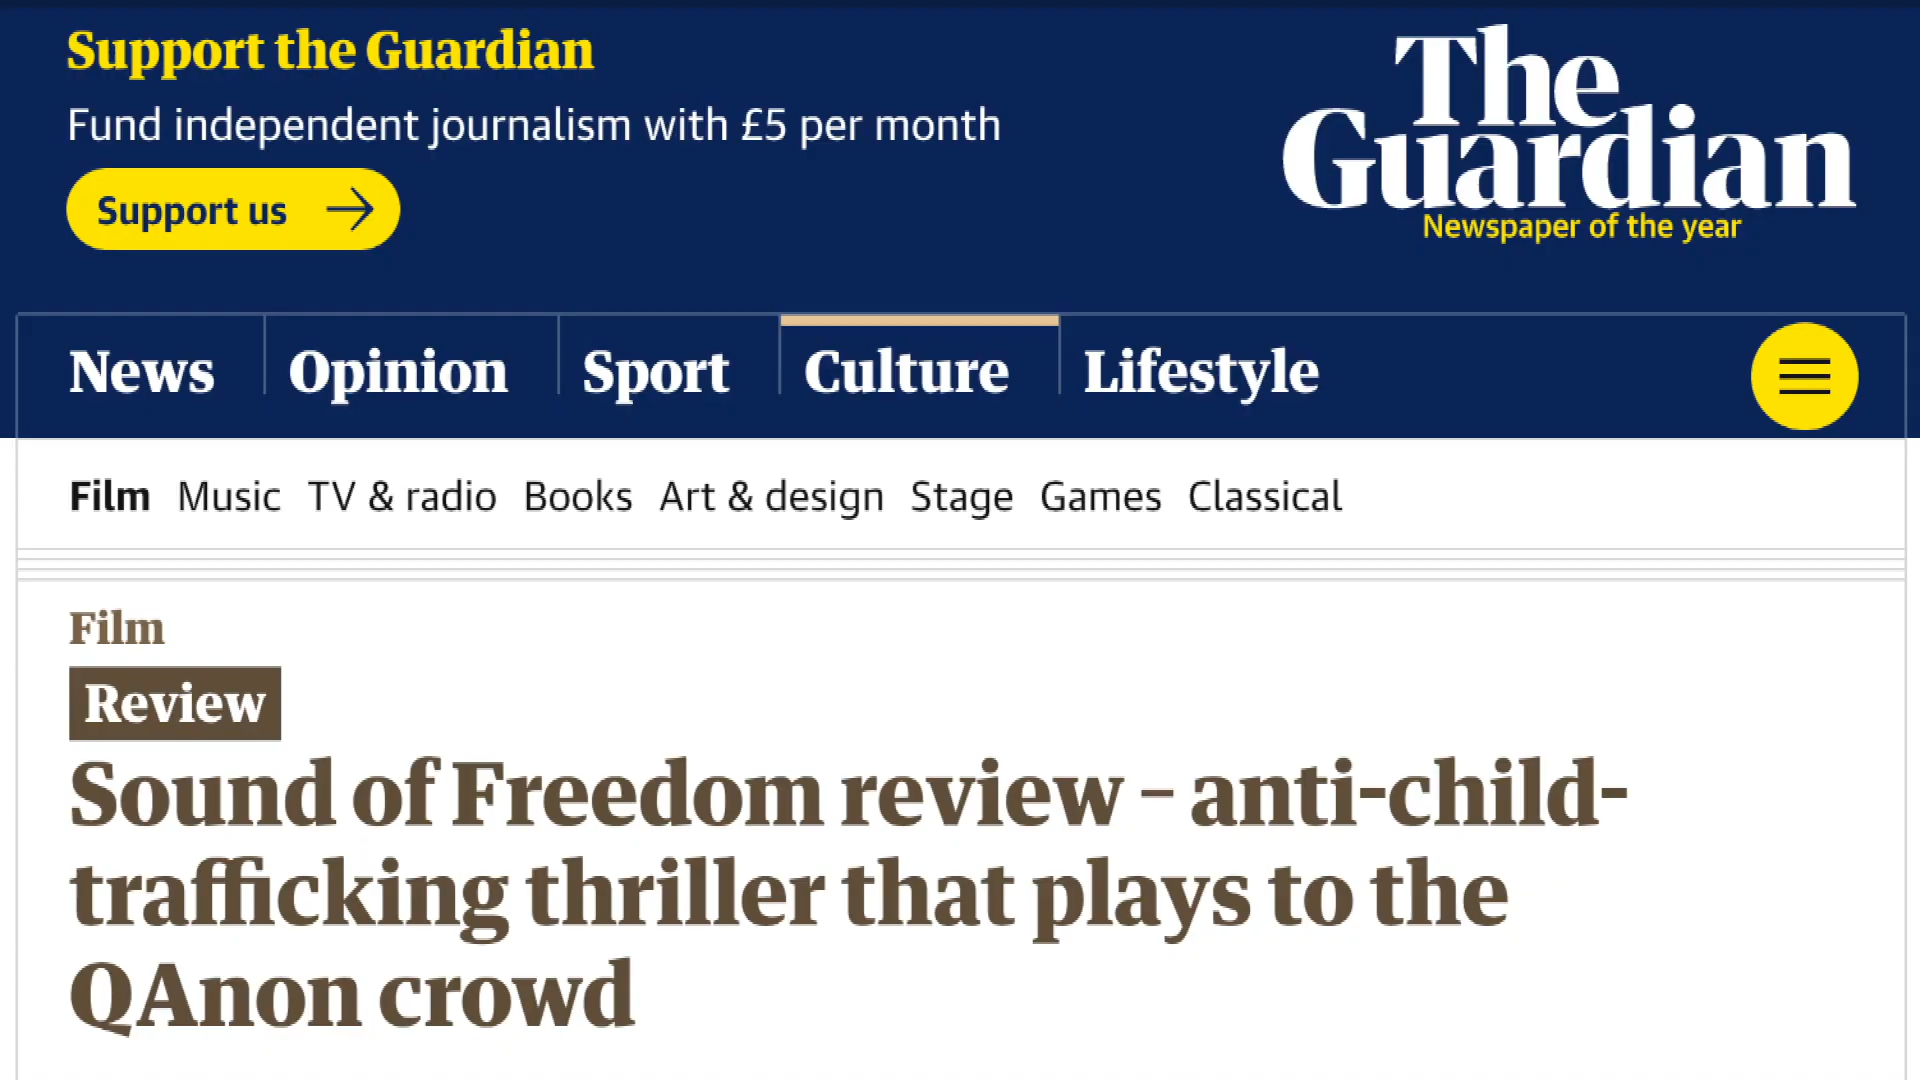 Support the Guardian
Fund independent journalism with £5 per month
Support us
The
Guardian
Newspaper of the year
News Opinion Sport Culture Lifestyle
Film Music TV & radio Books Art & design Stage Games Classical
Film
Review
Sound of Freedom review – anti-child-
trafficking thriller that plays to the
QAnon crowd